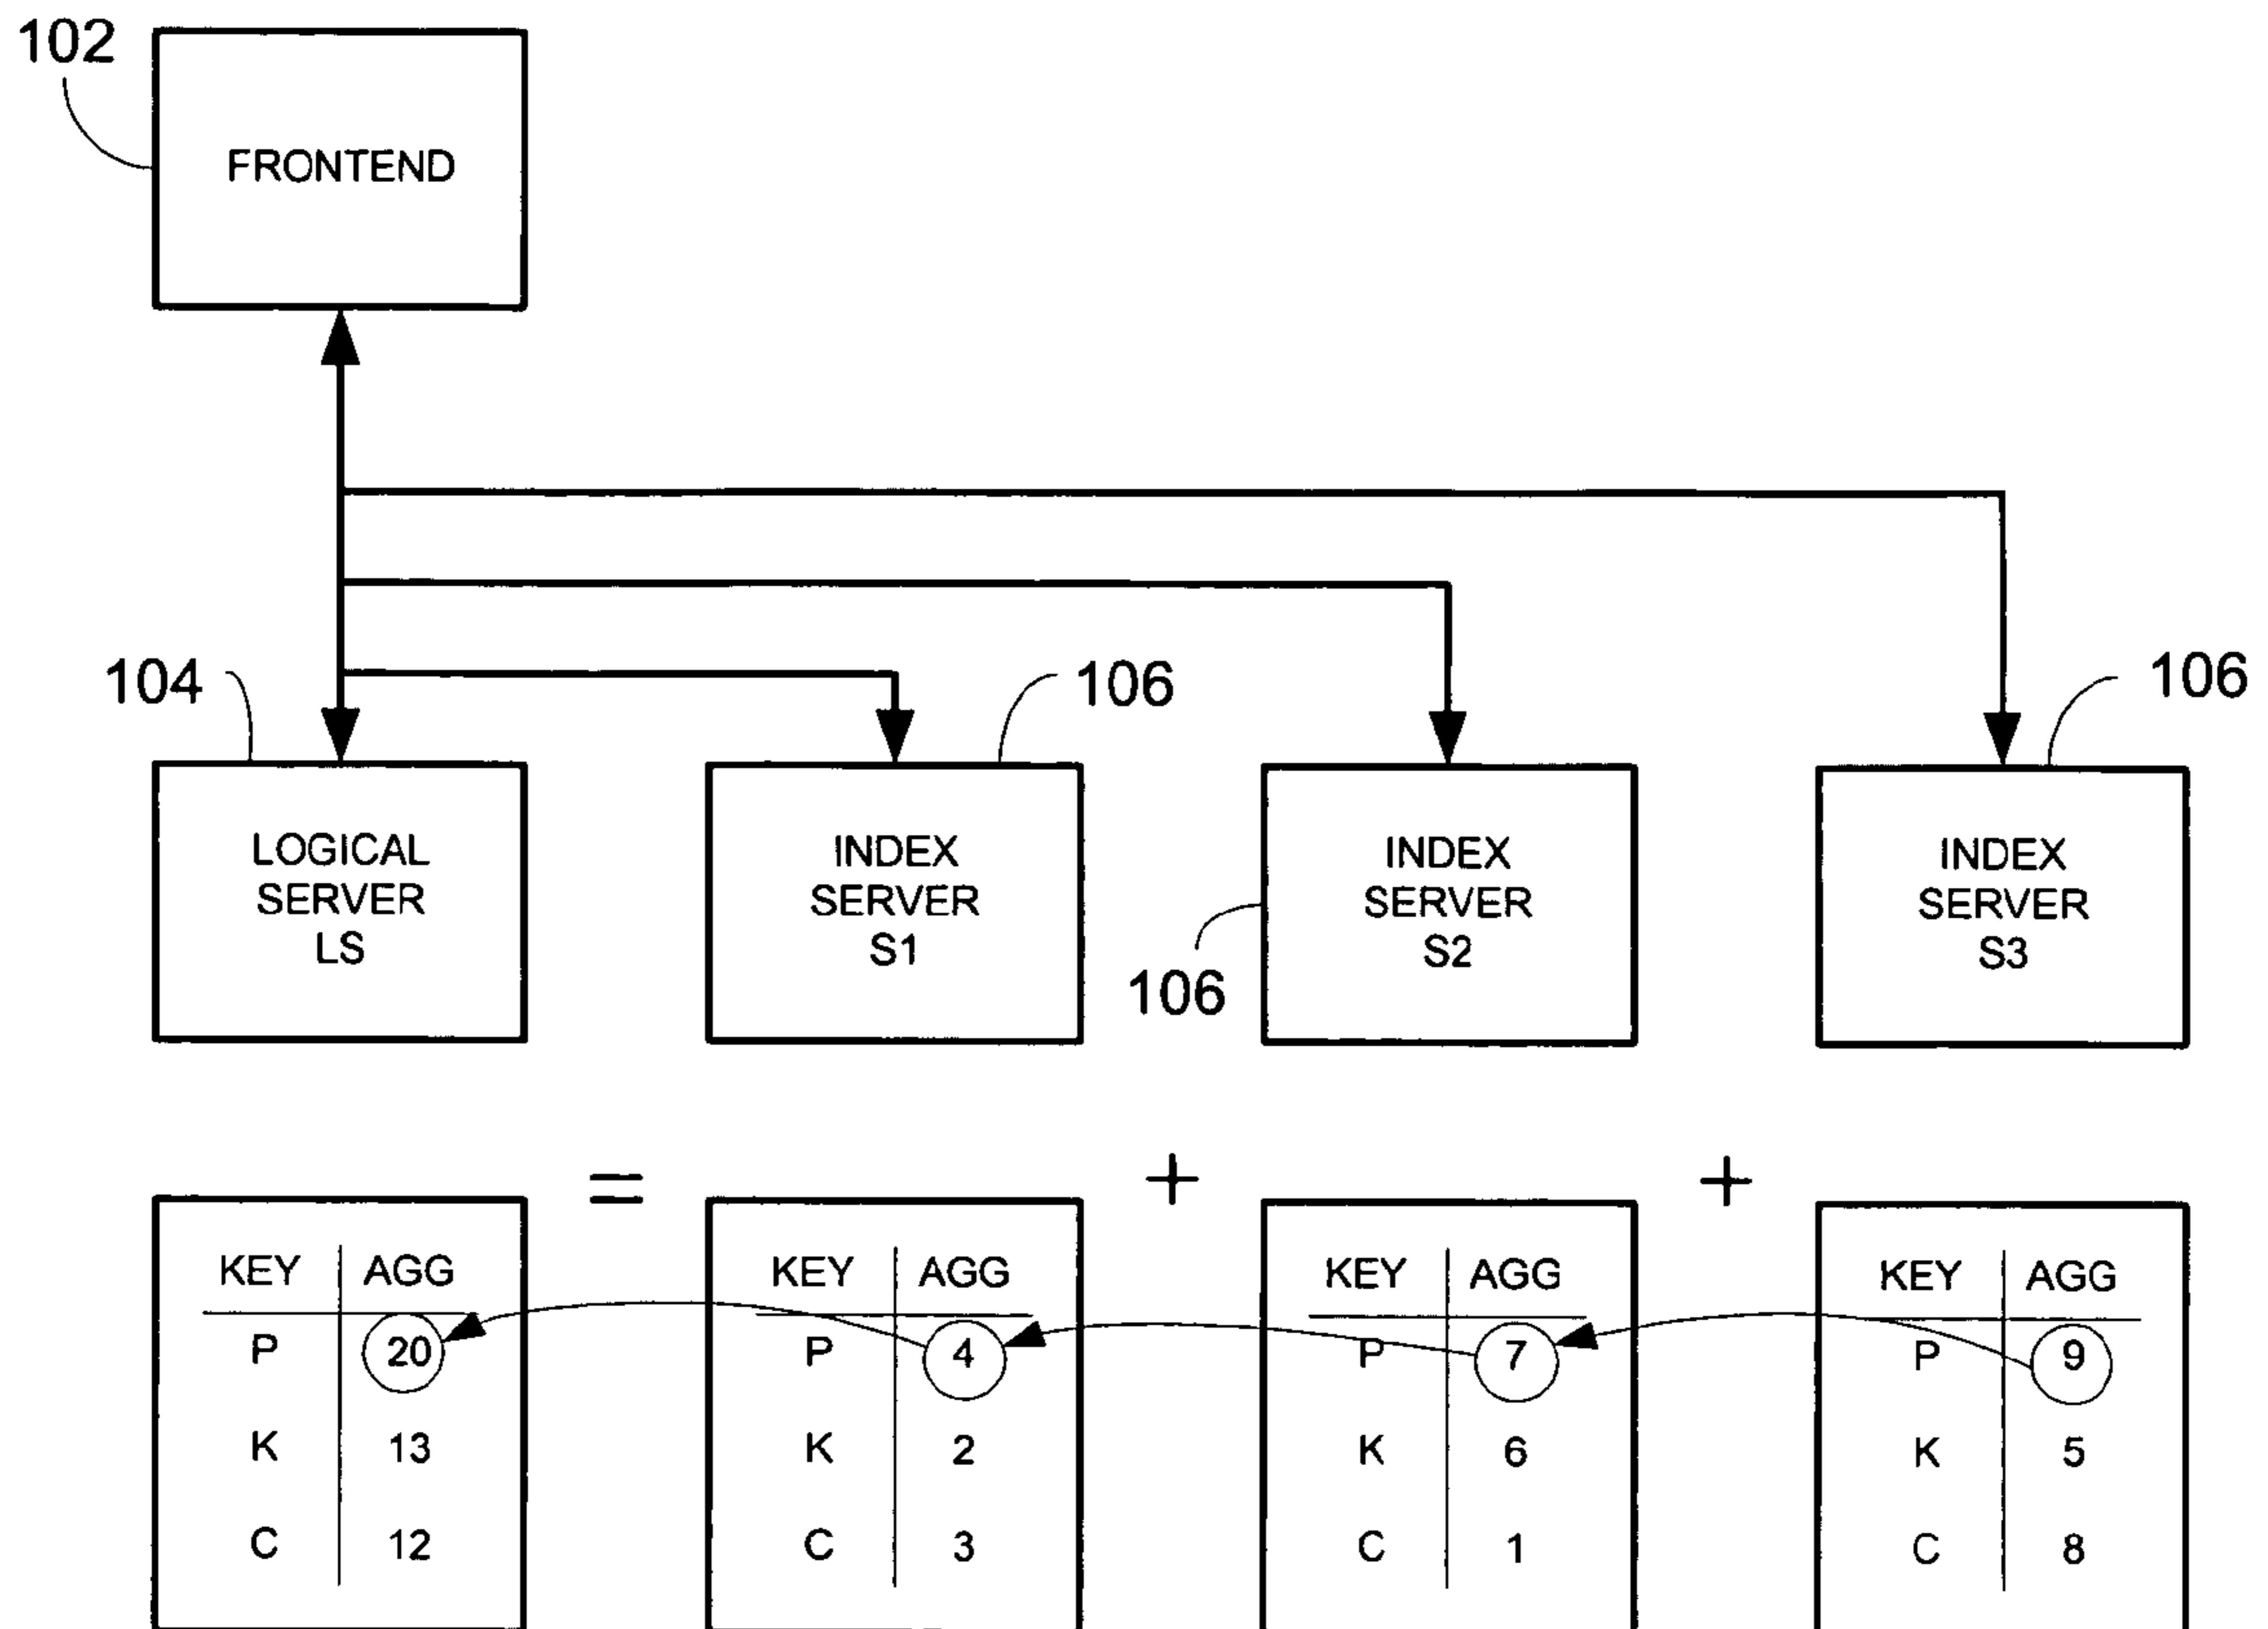 102
FRONTEND
104
106
106
LOGICAL
SERVER
LS
INDEX
SERVER
S1
INDEX
SERVER
S2
INDEX
SERVER
S3
106
= + +
KEY AGG
P 20
K 13
C 12
KEY AGG
P 4
K 2
C 3
KEY AGG
P 7
K 6
C 1
KEY AGG
P 9
K 5
C 8